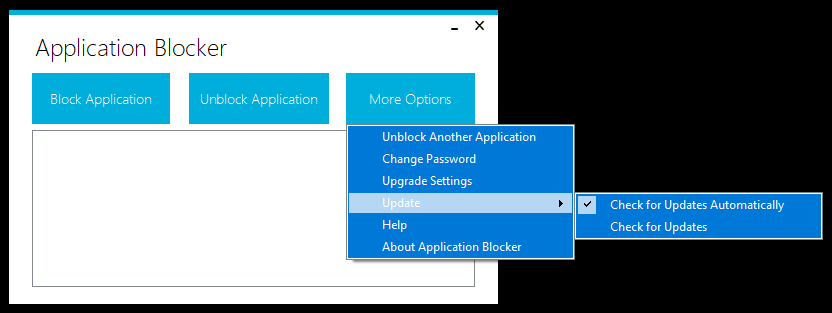 Application Blocker
Block Application
Unblock Application
More Options
Unblock Another Application
Change Password
Upgrade Settings
Update
Help
About Application Blocker
Check for Updates Automatically
Check for Updates